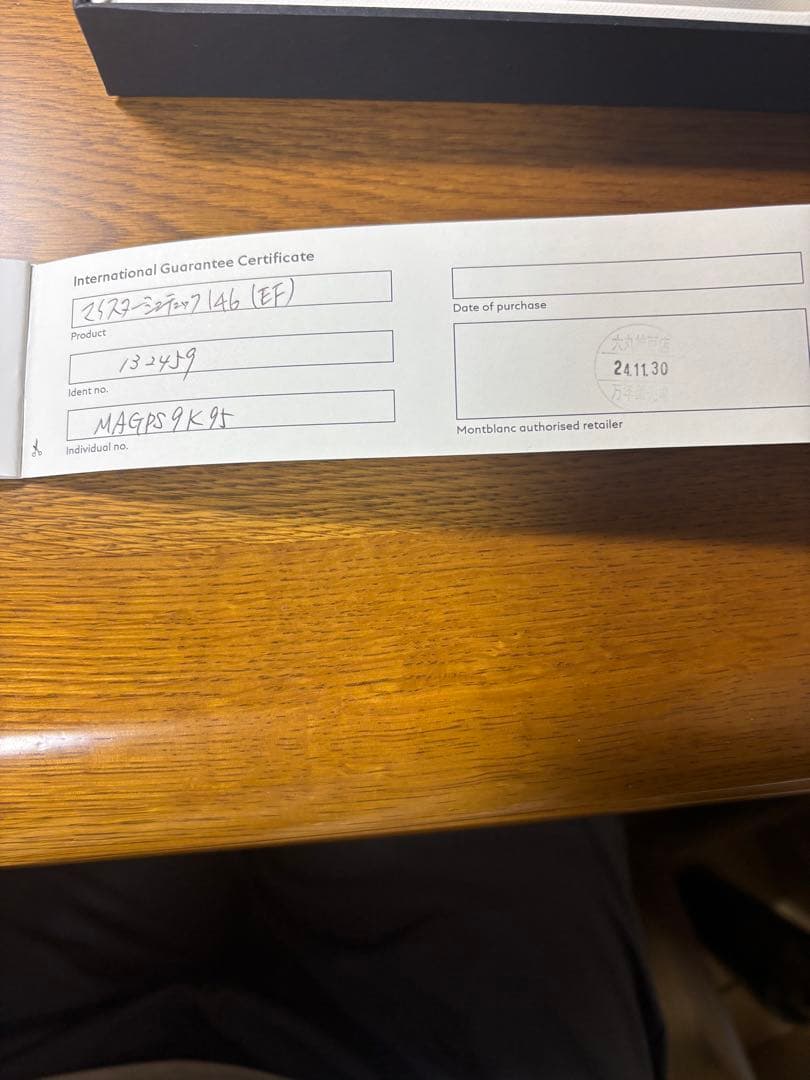 International Guarantee Certificate
マイスターシュテュック146 (EF)
Product
132459
Ident no.
MAGPS9K95
Individual no.
Date of purchase
24.11.30
Montblanc authorised retailer